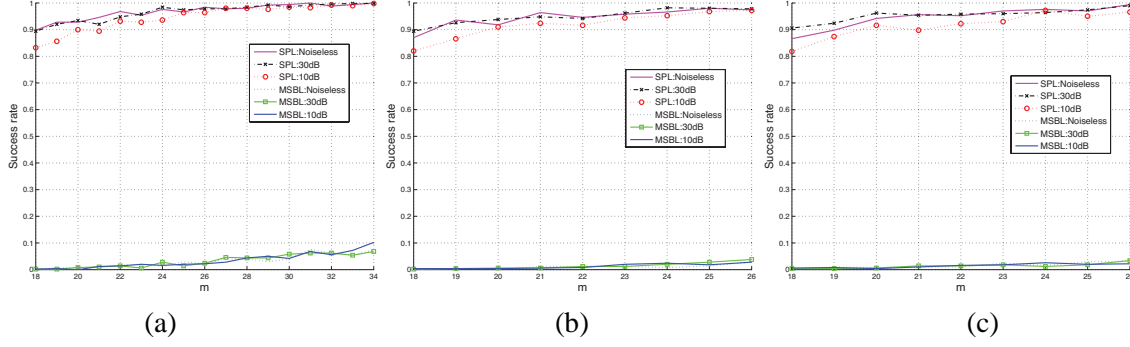 1
0.9
0.8
0.7
0.6
0.5
0.4
0.3
0.2
0.1
0
Success rate
18 20 22 24 26 28 30 32 34
m
SPL:Noiseless
SPL:30dB
SPL:10dB
MSBL:Noiseless
MSBL:30dB
MSBL:10dB
(a)
1
0.9
0.8
0.7
0.6
0.5
0.4
0.3
0.2
0.1
0
Success rate
18 19 20 21 22 23 24 25 26
m
SPL:Noiseless
SPL:30dB
SPL:10dB
MSBL:Noiseless
MSBL:30dB
MSBL:10dB
(b)
1
0.9
0.8
0.7
0.6
0.5
0.4
0.3
0.2
0.1
0
Success rate
18 19 20 21 22 23 24 25
m
SPL:Noiseless
SPL:30dB
SPL:10dB
MSBL:Noiseless
MSBL:30dB
MSBL:10dB
(c)